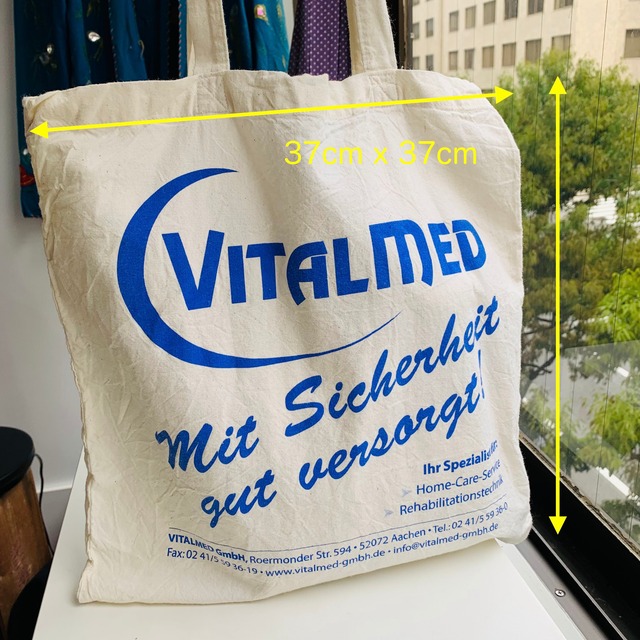 37cm x 37cm
VITALMED
Mit Sicherheit
gut versorgt!
Ihr Spezialist
Home-Care-Service
Rehabilitationstechnik
VITALMED GmbH, Roermonder Str. 594 • 52072 Aachen • Tel.: 02 41/5 59 36-0
Fax: 02 41/5 59 36-19 • www.vitalmed-gmbh.de • info@vitalmed-gmbh.de